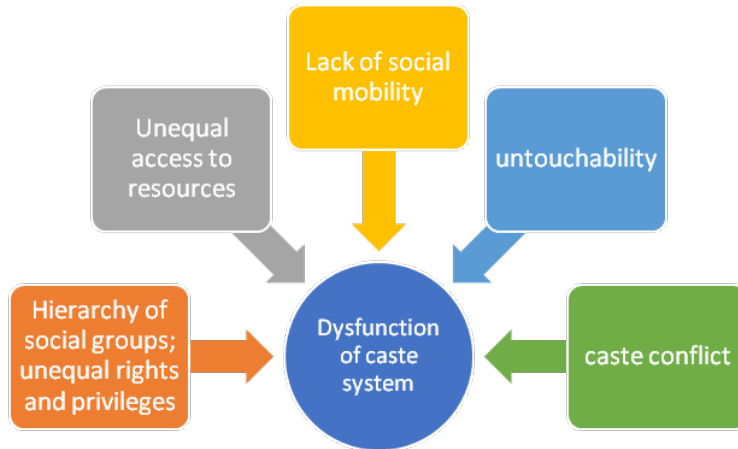 Lack of social
mobility
Unequal
access to
resources
untouchability
Hierarchy of
social groups;
unequal rights
and privileges
Dysfunction
of caste
system
caste conflict